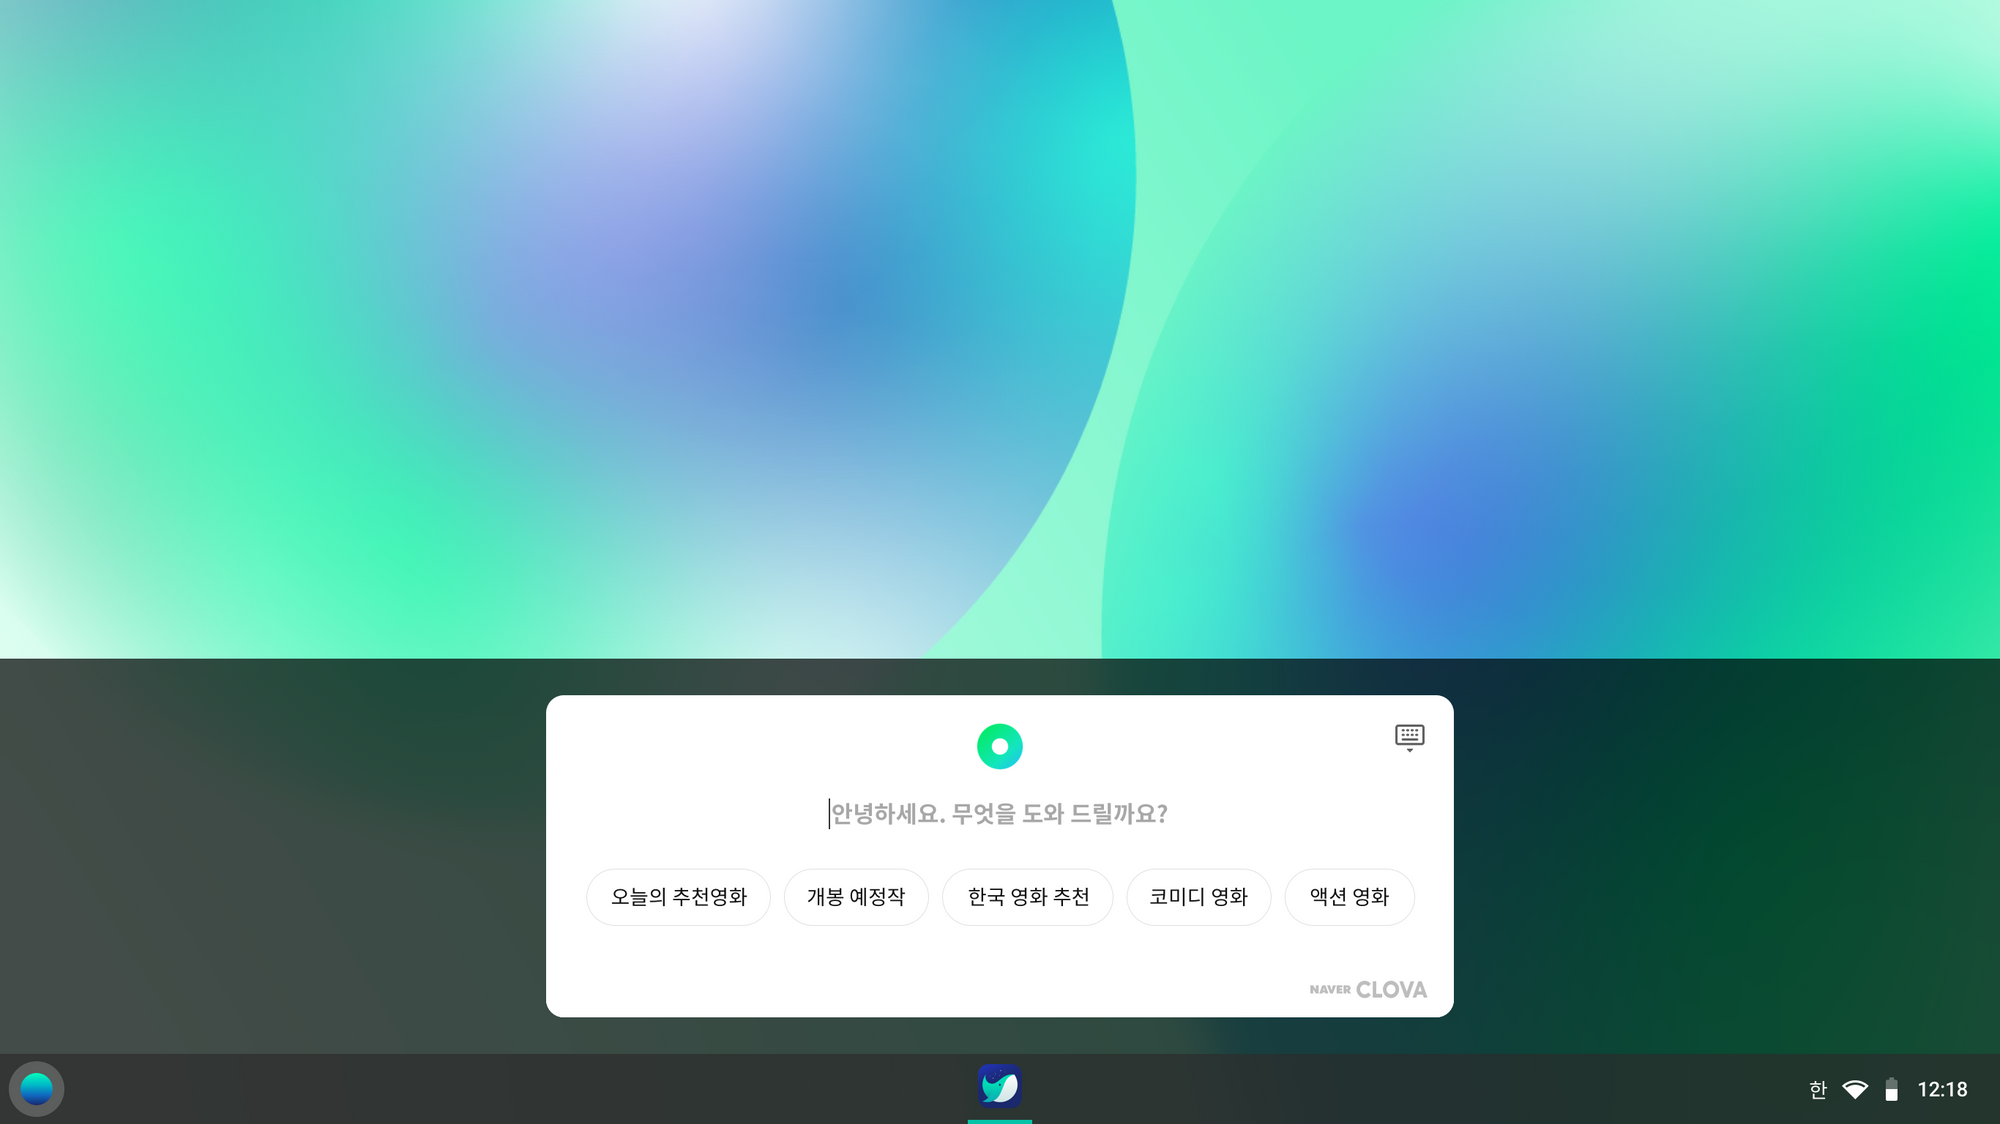 안녕하세요. 무엇을 도와 드릴까요?
오늘의 추천영화 개봉 예정작 한국 영화 추천 코미디 영화 액션 영화
NAVER CLOVA
한 12:18